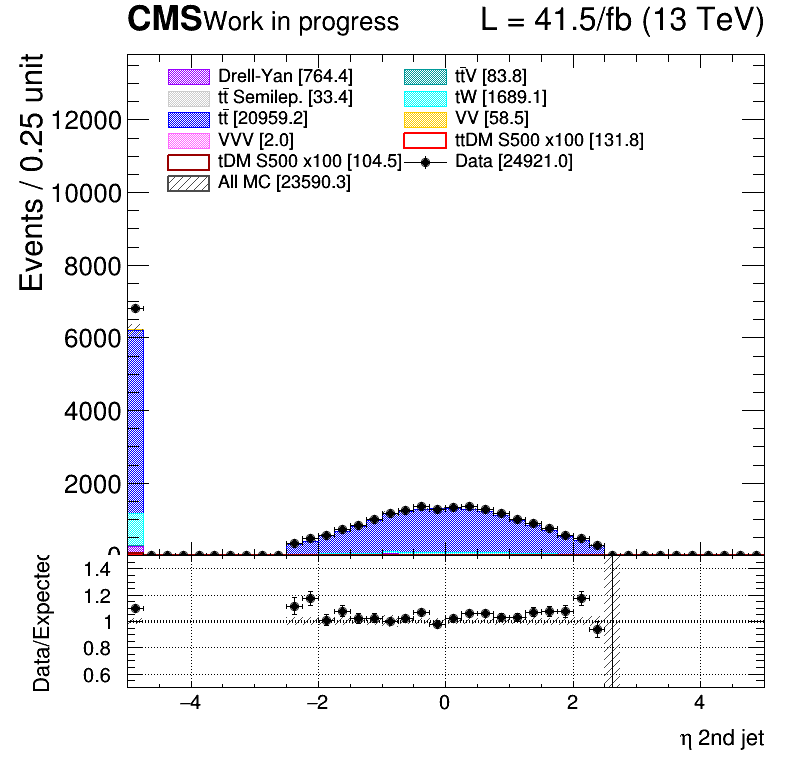 CMS Work in progress L = 41.5/fb (13 TeV)
Events / 0.25 unit
Drell-Yan [764.4] tt̄V [83.8]
tt̄ Semilep. [33.4] tW [1689.1]
tt̄ [20959.2] VV [58.5]
VVV [2.0] ttDM S500 x100 [131.8]
tDM S500 x100 [104.5] Data [24921.0]
All MC [23590.3]
12000
10000
8000
6000
4000
2000
0
Data/Expected
1.4
1.2
1
0.8
0.6
−4 −2 0 2 4
η 2nd jet